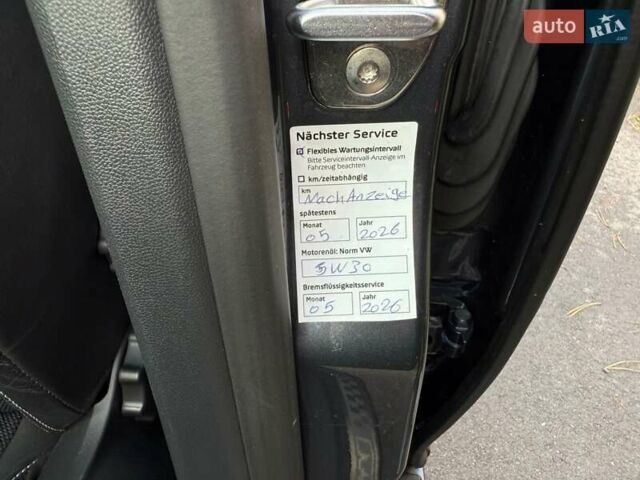 auto RIA.com
Nächster Service
Flexibles Wartungsintervall
Bitte Serviceintervall-Anzeige im
Fahrzeug beachten
km/zeitabhängig
km
Nach Anzeige
spätestens
Monat Jahr
05 2026
Motorenöl: Norm VW
5W30
Bremsflüssigkeitsservice
Monat Jahr
05 2026